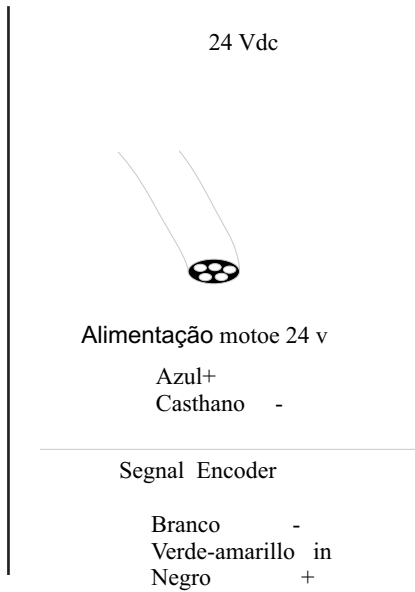 24 Vdc
Alimentação motoe 24 v
Azul+
Casthano -
Segnal Encoder
Branco -
Verde-amarillo in
Negro +